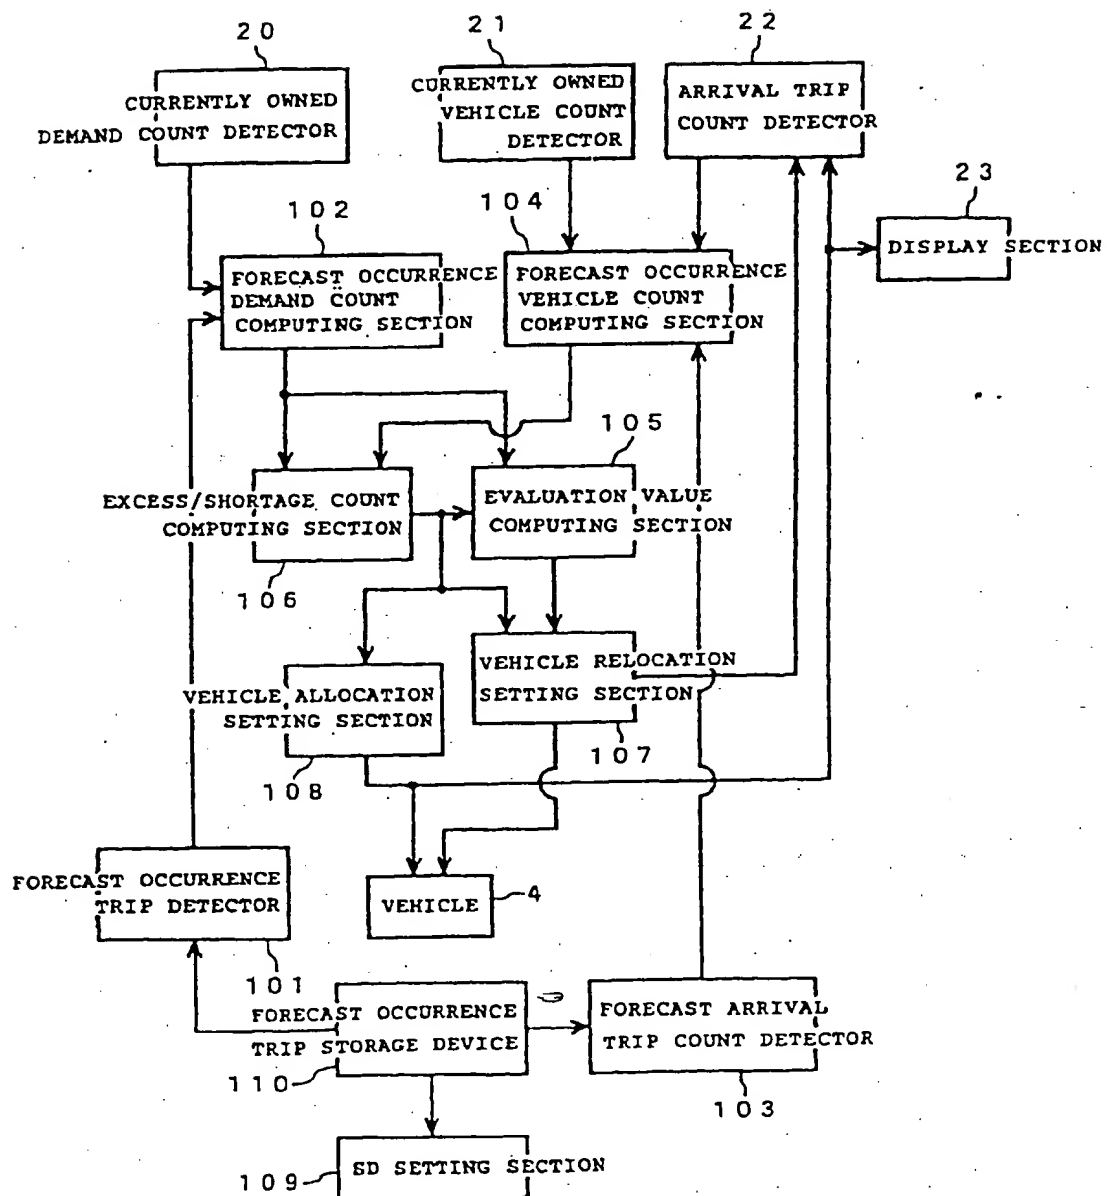 20
21
22
CURRENTLY OWNED
DEMAND COUNT DETECTOR
CURRENTLY OWNED
VEHICLE COUNT
DETECTOR
ARRIVAL TRIP
COUNT DETECTOR
23
DISPLAY SECTION
102
104
FORECAST OCCURRENCE
DEMAND COUNT
COMPUTING SECTION
FORECAST OCCURRENCE
VEHICLE COUNT
COMPUTING SECTION
105
EXCESS/SHORTAGE COUNT
COMPUTING SECTION
EVALUATION VALUE
COMPUTING SECTION
106
VEHICLE ALLOCATION
SETTING SECTION
VEHICLE RELOCATION
SETTING SECTION
108
107
FORECAST OCCURRENCE
TRIP DETECTOR
VEHICLE
4
101
FORECAST OCCURRENCE
TRIP STORAGE DEVICE
FORECAST ARRIVAL
TRIP COUNT DETECTOR
110
103
SD SETTING SECTION
109